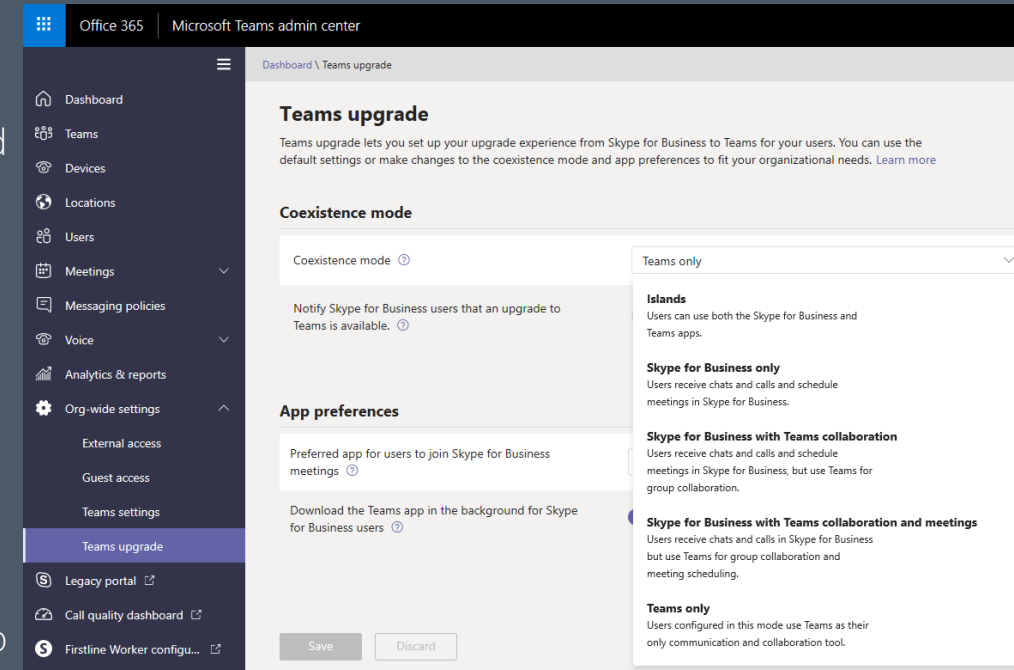 Office 365 Microsoft Teams admin center
Dashboard \ Teams upgrade
Dashboard
Teams
Devices
Locations
Users
Meetings
Messaging policies
Voice
Analytics & reports
Org-wide settings
External access
Guest access
Teams settings
Teams upgrade
Legacy portal
Call quality dashboard
Firstline Worker configu...
Teams upgrade
Teams upgrade lets you set up your upgrade experience from Skype for Business to Teams for your users. You can use the
default settings or make changes to the coexistence mode and app preferences to fit your organizational needs. Learn more
Coexistence mode
Coexistence mode
Teams only
Notify Skype for Business users that an upgrade to
Teams is available.
App preferences
Preferred app for users to join Skype for Business
meetings
Download the Teams app in the background for Skype
for Business users
Save Discard
Islands
Users can use both the Skype for Business and
Teams apps.
Skype for Business only
Users receive chats and calls and schedule
meetings in Skype for Business.
Skype for Business with Teams collaboration
Users receive chats and calls and schedule
meetings in Skype for Business, but use Teams for
group collaboration.
Skype for Business with Teams collaboration and meetings
Users receive chats and calls in Skype for Business
but use Teams for group collaboration and
meeting scheduling.
Teams only
Users configured in this mode use Teams as their
only communication and collaboration tool.